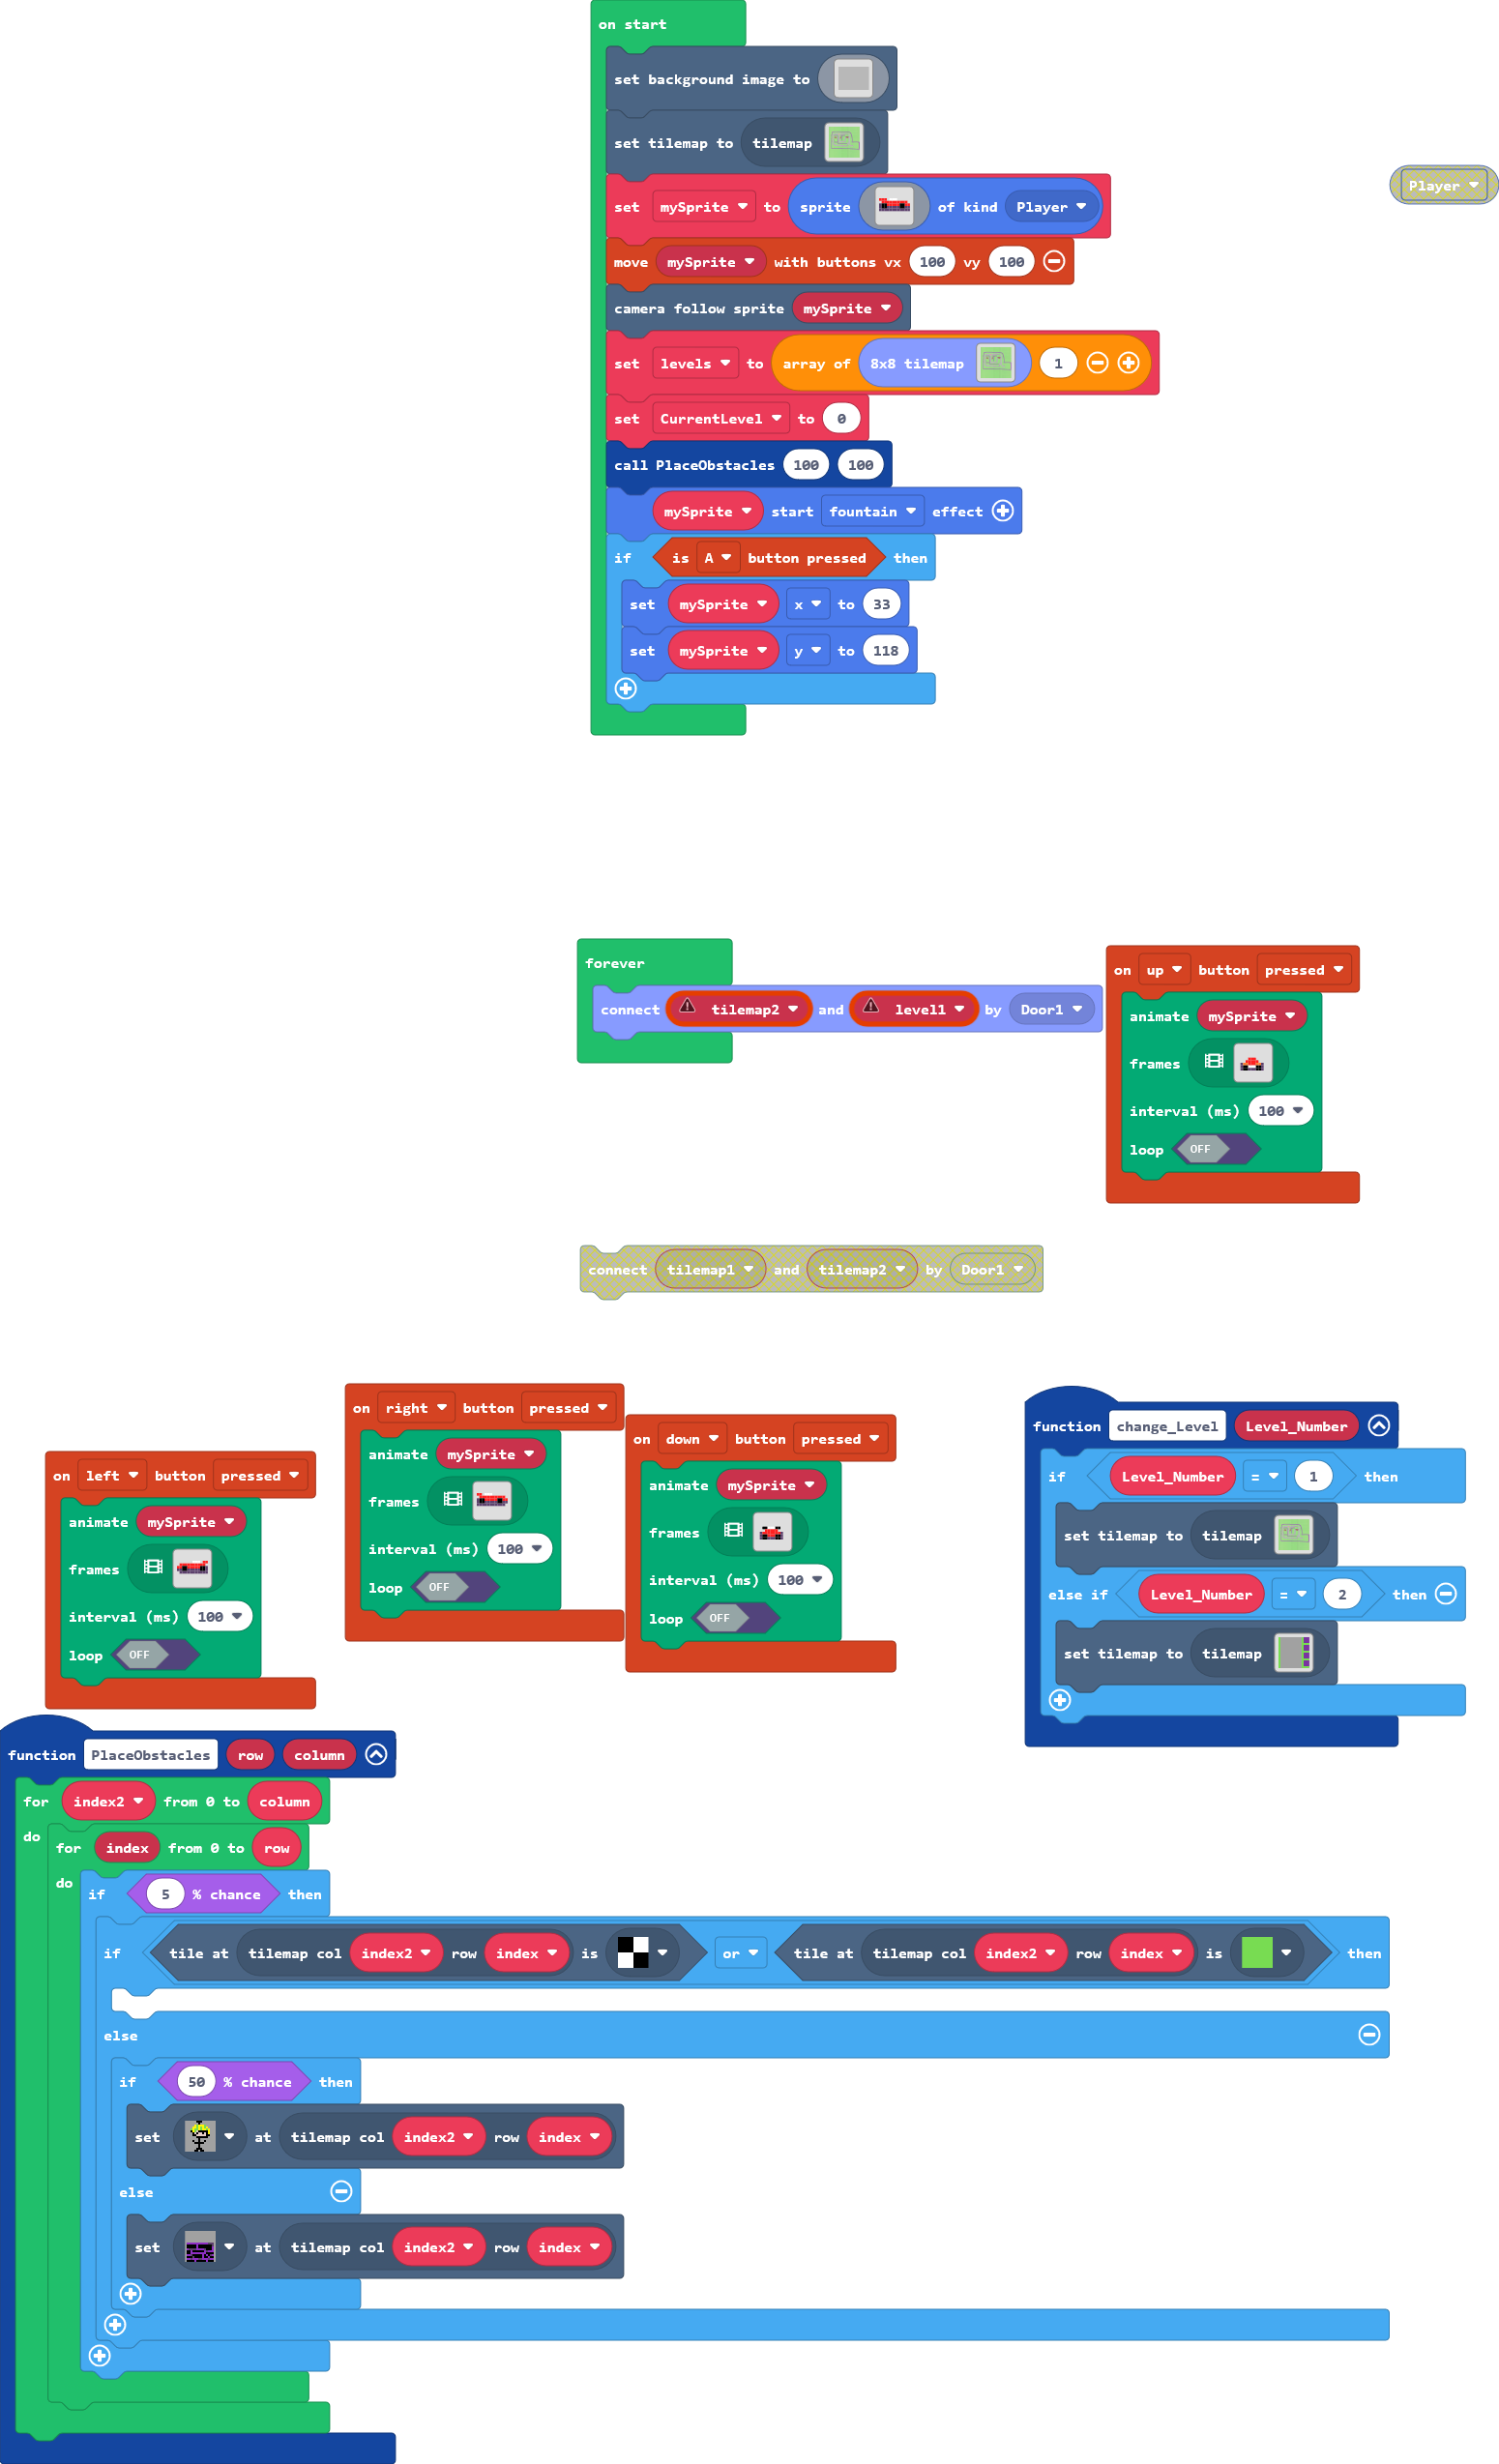 on start
set background image to
set tilemap to tilemap
set mySprite to sprite of kind Player
Player
move mySprite with buttons vx 100 vy 100
camera follow sprite mySprite
set levels to array of 8x8 tilemap 1
set CurrentLevel to 0
call PlaceObstacles 100 100
mySprite start fountain effect
if is A button pressed then
set mySprite x to 33
set mySprite y to 118
forever
connect tilemap2 and level1 by Door1
on up button pressed
animate mySprite
frames
interval (ms) 100
loop OFF
connect tilemap1 and tilemap2 by Door1
on left button pressed
animate mySprite
frames
interval (ms) 100
loop OFF
on right button pressed
animate mySprite
frames
interval (ms) 100
loop OFF
on down button pressed
animate mySprite
frames
interval (ms) 100
loop OFF
function change_Level Level_Number
if Level_Number = 1 then
set tilemap to tilemap
else if Level_Number = 2 then
set tilemap to tilemap
function PlaceObstacles row column
for index2 from 0 to column
do for index from 0 to row
do if 5 % chance then
if tile at tilemap col index2 row index is or tile at tilemap col index2 row index is then
else
if 50 % chance then
set at tilemap col index2 row index
else
set at tilemap col index2 row index